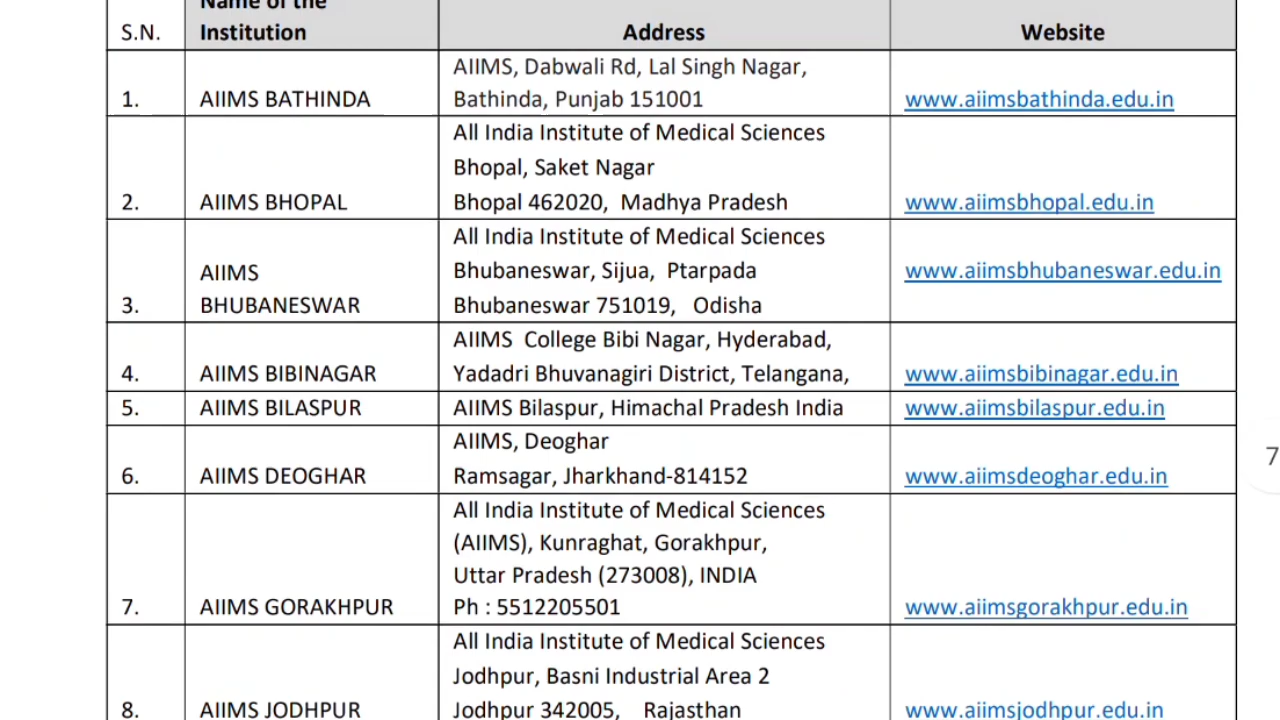 Name of the
S.N. Institution Address Website
AIIMS, Dabwali Rd, Lal Singh Nagar,
1. AIIMS BATHINDA Bathinda, Punjab 151001 www.aiimsbathinda.edu.in
All India Institute of Medical Sciences
Bhopal, Saket Nagar
2. AIIMS BHOPAL Bhopal 462020, Madhya Pradesh www.aiimsbhopal.edu.in
All India Institute of Medical Sciences
AIIMS Bhubaneswar, Sijua, Ptarpada www.aiimsbhubaneswar.edu.in
3. BHUBANESWAR Bhubaneswar 751019, Odisha
AIIMS College Bibi Nagar, Hyderabad,
4. AIIMS BIBINAGAR Yadadri Bhuvanagiri District, Telangana, www.aiimsbibinagar.edu.in
5. AIIMS BILASPUR AIIMS Bilaspur, Himachal Pradesh India www.aiimsbilaspur.edu.in
AIIMS, Deoghar
6. AIIMS DEOGHAR Ramsagar, Jharkhand-814152 www.aiimsdeoghar.edu.in
All India Institute of Medical Sciences
(AIIMS), Kunraghat, Gorakhpur,
Uttar Pradesh (273008), INDIA
7. AIIMS GORAKHPUR Ph : 5512205501 www.aiimsgorakhpur.edu.in
All India Institute of Medical Sciences
Jodhpur, Basni Industrial Area 2
8. AIIMS JODHPUR Jodhpur 342005, Rajasthan www.aiimsjodhpur.edu.in
7